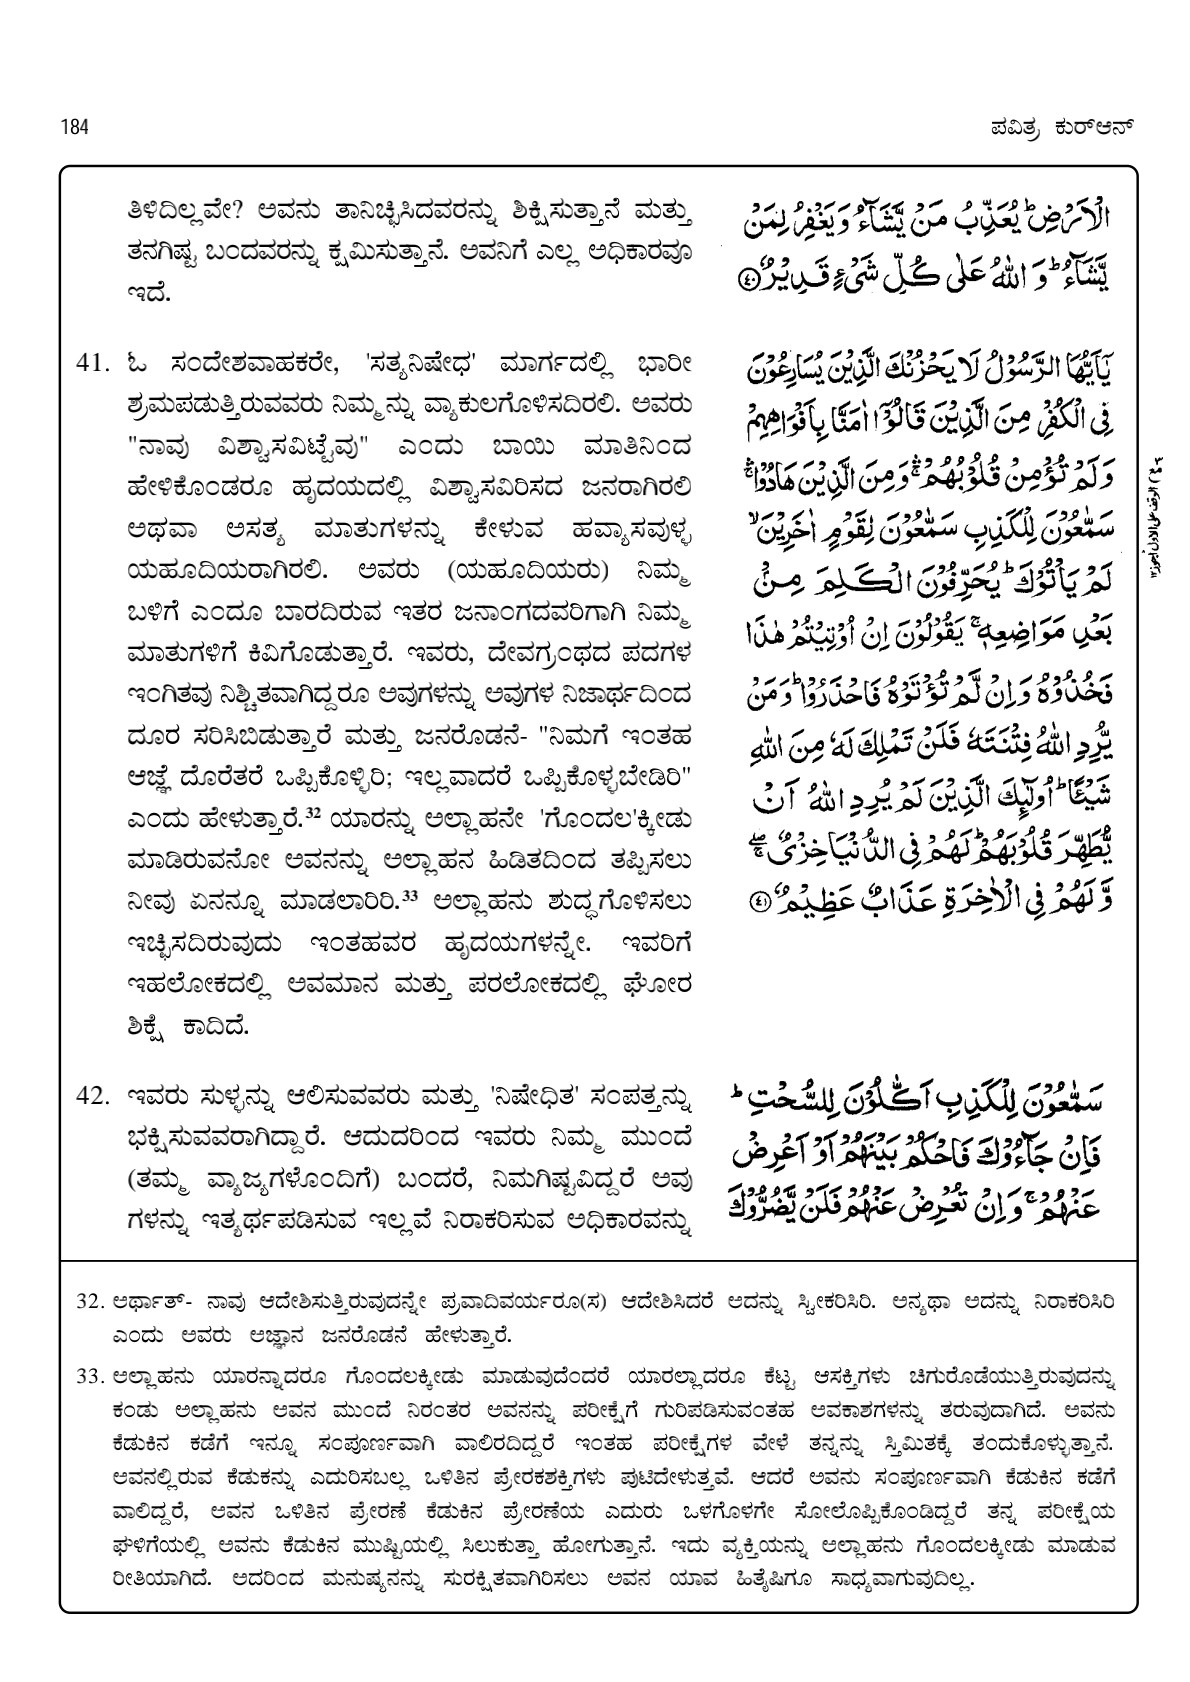 184
ಪವಿತ್ರ ಕುರ್‌ಆನ್
ತಿಳಿದಿಲ್ಲವೇ? ಅವನು ತಾನಿಚ್ಛಿಸಿದವರನ್ನು ಶಿಕ್ಷಿಸುತ್ತಾನೆ ಮತ್ತು
ತನಗಿಷ್ಟ ಬಂದವರನ್ನು ಕ್ಷಮಿಸುತ್ತಾನೆ. ಅವನಿಗೆ ಎಲ್ಲ ಅಧಿಕಾರವೂ
ಇದೆ.
الْاَرْضِ ؕ يُعَذِّبُ مَنْ يَّشَآءُ وَيَغْفِرُ لِمَنْ
يَّشَآءُ ؕ وَاللّٰهُ عَلٰى كُلِّ شَىْءٍ قَدِيْرٌ ۞٤٠
41. ಓ ಸಂದೇಶವಾಹಕರೇ, 'ಸತ್ಯನಿಷೇಧ' ಮಾರ್ಗದಲ್ಲಿ ಭಾರೀ
ಶ್ರಮಪಡುತ್ತಿರುವವರು ನಿಮ್ಮನ್ನು ವ್ಯಾಕುಲಗೊಳಿಸದಿರಲಿ. ಅವರು
"ನಾವು ವಿಶ್ವಾಸವಿಟ್ಟೆವು" ಎಂದು ಬಾಯಿ ಮಾತಿನಿಂದ
ಹೇಳಿಕೊಂಡರೂ ಹೃದಯದಲ್ಲಿ ವಿಶ್ವಾಸವಿರಿಸದ ಜನರಾಗಿರಲಿ
ಅಥವಾ ಅಸತ್ಯ ಮಾತುಗಳನ್ನು ಕೇಳುವ ಹವ್ಯಾಸವುಳ್ಳ
ಯಹೂದಿಯರಾಗಿರಲಿ. ಅವರು (ಯಹೂದಿಯರು) ನಿಮ್ಮ
ಬಳಿಗೆ ಎಂದೂ ಬಾರದಿರುವ ಇತರ ಜನಾಂಗದವರಿಗಾಗಿ ನಿಮ್ಮ
ಮಾತುಗಳಿಗೆ ಕಿವಿಗೊಡುತ್ತಾರೆ. ಇವರು, ದೇವಗ್ರಂಥದ ಪದಗಳ
ಇಂಗಿತವು ನಿಶ್ಚಿತವಾಗಿದ್ದರೂ ಅವುಗಳನ್ನು ಅವುಗಳ ನಿಜಾರ್ಥದಿಂದ
ದೂರ ಸರಿಸಿಬಿಡುತ್ತಾರೆ ಮತ್ತು ಜನರೊಡನೆ- "ನಿಮಗೆ ಇಂತಹ
ಆಜ್ಞೆ ದೊರೆತರೆ ಒಪ್ಪಿಕೊಳ್ಳಿರಿ; ಇಲ್ಲವಾದರೆ ಒಪ್ಪಿಕೊಳ್ಳಬೇಡಿರಿ"
ಎಂದು ಹೇಳುತ್ತಾರೆ.³² ಯಾರನ್ನು ಅಲ್ಲಾಹನೇ 'ಗೊಂದಲ'ಕ್ಕೀಡು
ಮಾಡಿರುವನೋ ಅವನನ್ನು ಅಲ್ಲಾಹನ ಹಿಡಿತದಿಂದ ತಪ್ಪಿಸಲು
ನೀವು ಏನನ್ನೂ ಮಾಡಲಾರಿರಿ.³³ ಅಲ್ಲಾಹನು ಶುದ್ಧಗೊಳಿಸಲು
ಇಚ್ಛಿಸದಿರುವುದು ಇಂತಹವರ ಹೃದಯಗಳನ್ನೇ. ಇವರಿಗೆ
ಇಹಲೋಕದಲ್ಲಿ ಅವಮಾನ ಮತ್ತು ಪರಲೋಕದಲ್ಲಿ ಘೋರ
ಶಿಕ್ಷೆ ಕಾದಿದೆ.
يٰۤاَيُّهَا الرَّسُوْلُ لَا يَحْزُنْكَ الَّذِيْنَ يُسَارِعُوْنَ
فِى الْكُفْرِ مِنَ الَّذِيْنَ قَالُوْۤا اٰمَنَّا بِاَفْوَاهِهِمْ
وَلَمْ تُؤْمِنْ قُلُوْبُهُمْ ۛۚ وَمِنَ الَّذِيْنَ هَادُوْا ۛۚ
سَمّٰعُوْنَ لِلْكَذِبِ سَمّٰعُوْنَ لِقَوْمٍ اٰخَرِيْنَ ۙ
لَمْ يَاْتُوْكَ ؕ يُحَرِّفُوْنَ الْكَلِمَ مِنْۢ
بَعْدِ مَوَاضِعِهٖ ۚ يَقُوْلُوْنَ اِنْ اُوْتِيْتُمْ هٰذَا
فَخُذُوْهُ وَاِنْ لَّمْ تُؤْتَوْهُ فَاحْذَرُوْا ؕ وَمَنْ
يُّرِدِ اللّٰهُ فِتْنَتَهٗ فَلَنْ تَمْلِكَ لَهٗ مِنَ اللّٰهِ
شَيْـًٔا ؕ اُولٰٓئِكَ الَّذِيْنَ لَمْ يُرِدِ اللّٰهُ اَنْ
يُّطَهِّرَ قُلُوْبَهُمْ ؕ لَهُمْ فِى الدُّنْيَا خِزْىٌ ۖۚ
وَّلَهُمْ فِى الْاٰخِرَةِ عَذَابٌ عَظِيْمٌ ۞٤١
42. ಇವರು ಸುಳ್ಳನ್ನು ಆಲಿಸುವವರು ಮತ್ತು 'ನಿಷೇಧಿತ' ಸಂಪತ್ತನ್ನು
ಭಕ್ಷಿಸುವವರಾಗಿದ್ದಾರೆ. ಆದುದರಿಂದ ಇವರು ನಿಮ್ಮ ಮುಂದೆ
(ತಮ್ಮ ವ್ಯಾಜ್ಯಗಳೊಂದಿಗೆ) ಬಂದರೆ, ನಿಮಗಿಷ್ಟವಿದ್ದರೆ ಅವು
ಗಳನ್ನು ಇತ್ಯರ್ಥಪಡಿಸುವ ಇಲ್ಲವೆ ನಿರಾಕರಿಸುವ ಅಧಿಕಾರವನ್ನು
سَمّٰعُوْنَ لِلْكَذِبِ اَكّٰلُوْنَ لِلسُّحْتِ ؕ
فَاِنْ جَآءُوْكَ فَاحْكُمْ بَيْنَهُمْ اَوْ اَعْرِضْ
عَنْهُمْ ۚ وَاِنْ تُعْرِضْ عَنْهُمْ فَلَنْ يَّضُرُّوْكَ
32. ಅರ್ಥಾತ್- ನಾವು ಆದೇಶಿಸುತ್ತಿರುವುದನ್ನೇ ಪ್ರವಾದಿವರ್ಯರೂ(ಸ) ಆದೇಶಿಸಿದರೆ ಅದನ್ನು ಸ್ವೀಕರಿಸಿರಿ. ಅನ್ಯಥಾ ಅದನ್ನು ನಿರಾಕರಿಸಿರಿ
ಎಂದು ಅವರು ಅಜ್ಞಾನ ಜನರೊಡನೆ ಹೇಳುತ್ತಾರೆ.
33. ಅಲ್ಲಾಹನು ಯಾರನ್ನಾದರೂ ಗೊಂದಲಕ್ಕೀಡು ಮಾಡುವುದೆಂದರೆ ಯಾರಲ್ಲಾದರೂ ಕೆಟ್ಟ ಆಸಕ್ತಿಗಳು ಚಿಗುರೊಡೆಯುತ್ತಿರುವುದನ್ನು
ಕಂಡು ಅಲ್ಲಾಹನು ಅವನ ಮುಂದೆ ನಿರಂತರ ಅವನನ್ನು ಪರೀಕ್ಷೆಗೆ ಗುರಿಪಡಿಸುವಂತಹ ಅವಕಾಶಗಳನ್ನು ತರುವುದಾಗಿದೆ. ಅವನು
ಕೆಡುಕಿನ ಕಡೆಗೆ ಇನ್ನೂ ಸಂಪೂರ್ಣವಾಗಿ ವಾಲಿರದಿದ್ದರೆ ಇಂತಹ ಪರೀಕ್ಷೆಗಳ ವೇಳೆ ತನ್ನನ್ನು ಸ್ತಿಮಿತಕ್ಕೆ ತಂದುಕೊಳ್ಳುತ್ತಾನೆ.
ಅವನಲ್ಲಿರುವ ಕೆಡುಕನ್ನು ಎದುರಿಸಬಲ್ಲ ಒಳಿತಿನ ಪ್ರೇರಕಶಕ್ತಿಗಳು ಪುಟಿದೇಳುತ್ತವೆ. ಆದರೆ ಅವನು ಸಂಪೂರ್ಣವಾಗಿ ಕೆಡುಕಿನ ಕಡೆಗೆ
ವಾಲಿದ್ದರೆ, ಅವನ ಒಳಿತಿನ ಪ್ರೇರಣೆ ಕೆಡುಕಿನ ಪ್ರೇರಣೆಯ ಎದುರು ಒಳಗೊಳಗೇ ಸೋಲೊಪ್ಪಿಕೊಂಡಿದ್ದರೆ ತನ್ನ ಪರೀಕ್ಷೆಯ
ಘಳಿಗೆಯಲ್ಲಿ ಅವನು ಕೆಡುಕಿನ ಮುಷ್ಟಿಯಲ್ಲಿ ಸಿಲುಕುತ್ತಾ ಹೋಗುತ್ತಾನೆ. ಇದು ವ್ಯಕ್ತಿಯನ್ನು ಅಲ್ಲಾಹನು ಗೊಂದಲಕ್ಕೀಡು ಮಾಡುವ
ರೀತಿಯಾಗಿದೆ. ಅದರಿಂದ ಮನುಷ್ಯನನ್ನು ಸುರಕ್ಷಿತವಾಗಿರಿಸಲು ಅವನ ಯಾವ ಹಿತೈಷಿಗೂ ಸಾಧ್ಯವಾಗುವುದಿಲ್ಲ.